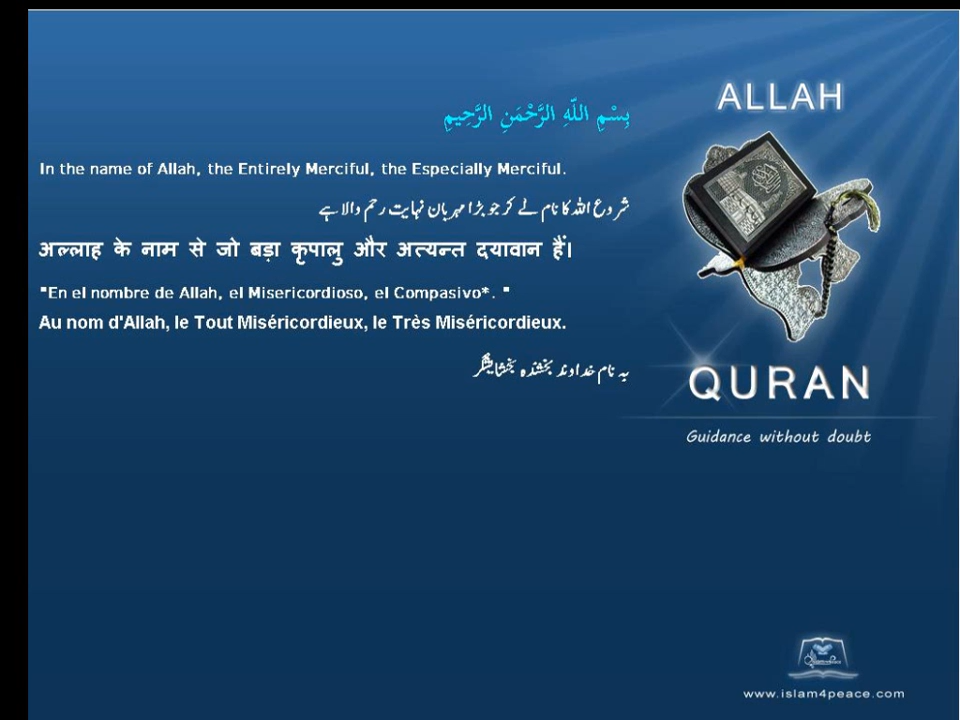 بِسْمِ اللّهِ الرَّحْمَنِ الرَّحِيمِ
In the name of Allah, the Entirely Merciful, the Especially Merciful.
شروع اللہ کا نام لے کر جو بڑا مہربان نہایت رحم والا ہے
अल्लाह के नाम से जो बड़ा कृपालु और अत्यन्त दयावान हैं।
"En el nombre de Allah, el Misericordioso, el Compasivo*. "
Au nom d'Allah, le Tout Miséricordieux, le Très Miséricordieux.
به نام خداوند بخشنده بخشایشگر
ALLAH
QURAN
Guidance without doubt
www.islam4peace.com